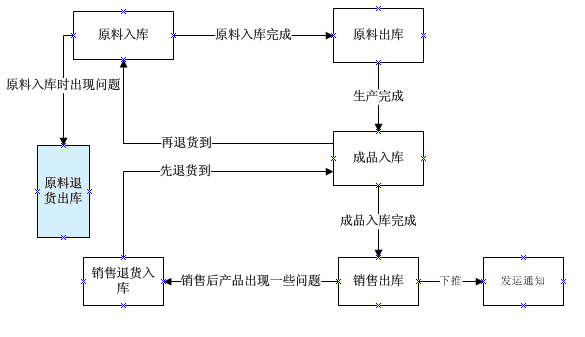 原料入库
原料入库完成
原料出库
原料入库时出现问题
生产完成
再退货到
成品入库
先退货到
原料退
货出库
成品入库完成
销售退货入
库
销售后产品出现一些问题
销售出库
下推
发运通知